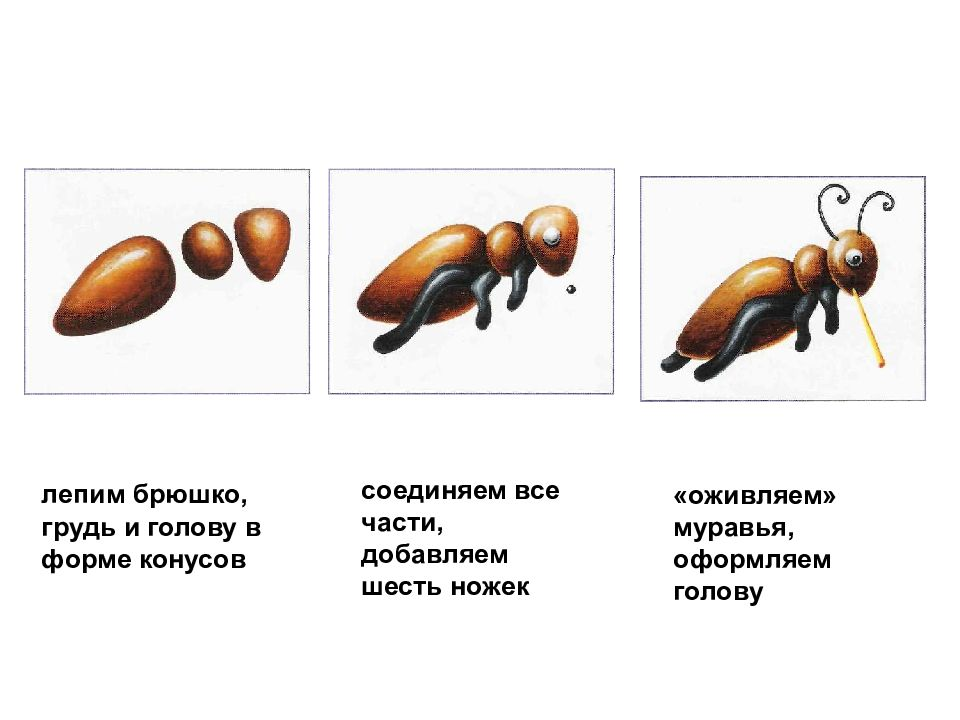 лепим брюшко,
грудь и голову в
форме конусов
соединяем все
части,
добавляем
шесть ножек
«оживляем»
муравья,
оформляем
голову